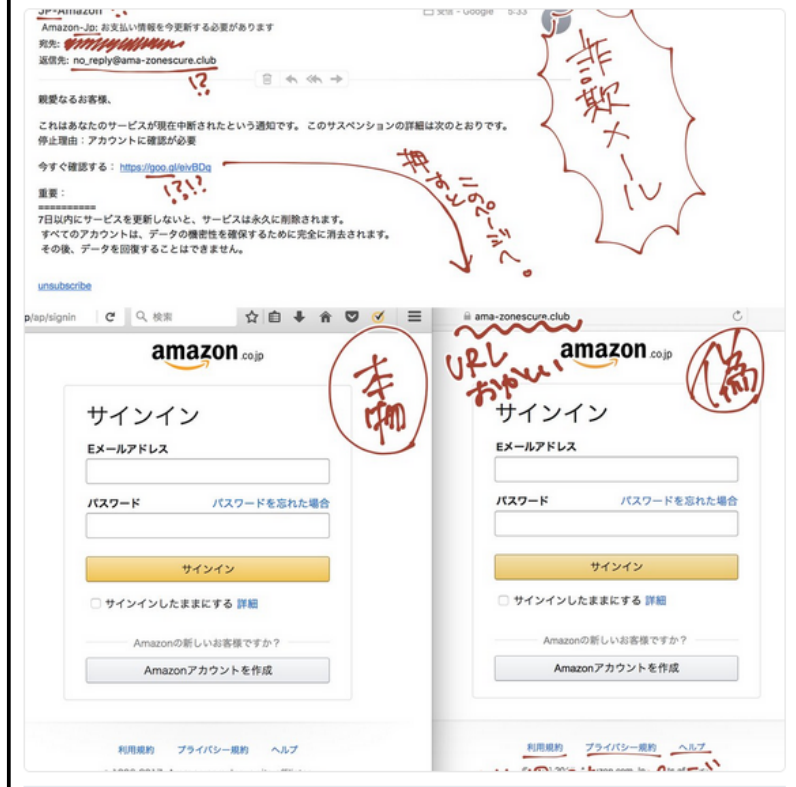 JP-Amazon
受信 - Google 5:33
Amazon-Jp: お支払い情報を今更新する必要があります
宛先:
返信先: no_reply@ama-zonescure.club
!?
詐欺メール
親愛なるお客様、
これはあなたのサービスが現在中断されたという通知です。 このサスペンションの詳細は次のとおりです。
停止理由：アカウントに確認が必要
今すぐ確認する： https://goo.gl/eivBDq
!?!?
押すとこのページへ。
重要：
==========
7日以内にサービスを更新しないと、サービスは永久に削除されます。
すべてのアカウントは、データの機密性を確保するために完全に消去されます。
その後、データを回復することはできません。
unsubscribe
p/ap/signin
検索
amazon.co.jp
本物
サインイン
Eメールアドレス
パスワード パスワードを忘れた場合
サインイン
サインインしたままにする 詳細
Amazonの新しいお客様ですか？
Amazonアカウントを作成
利用規約 プライバシー規約 ヘルプ
ama-zonescure.club
URL
amazon.co.jp
偽
サインイン
Eメールアドレス
パスワード パスワードを忘れた場合
サインイン
サインインしたままにする 詳細
Amazonの新しいお客様ですか？
Amazonアカウントを作成
利用規約 プライバシー規約 ヘルプ